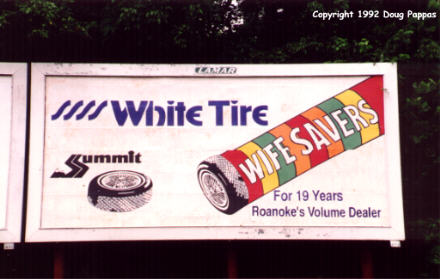 Copyright 1992 Doug Pappas
LAMAR
White Tire
Summit
WIFE SAVERS
For 19 Years
Roanoke's Volume Dealer